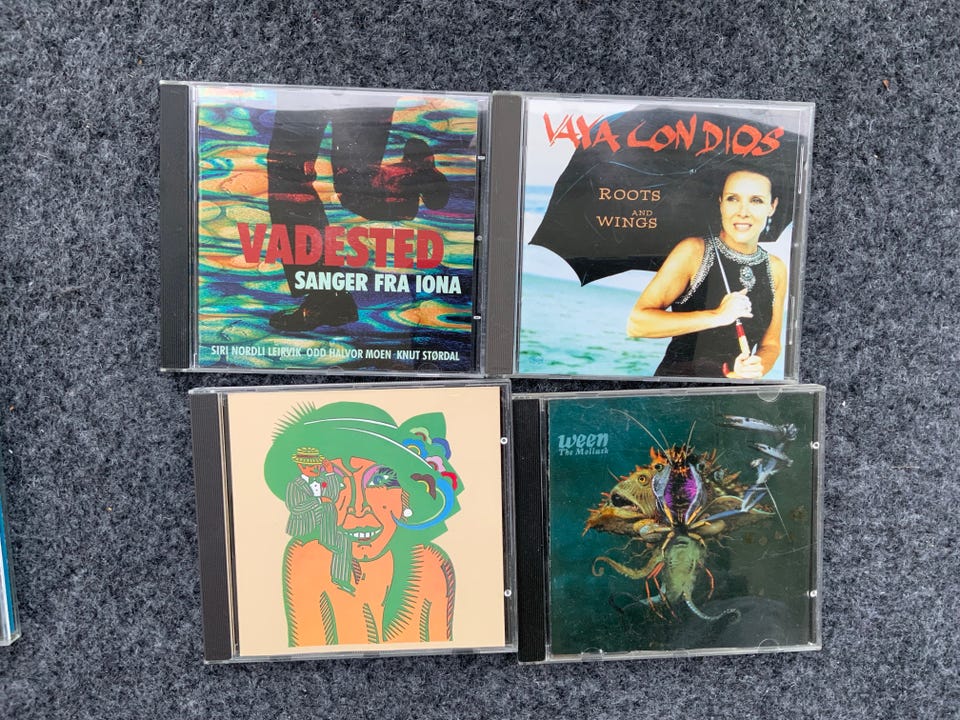 VADESTED
SANGER FRA IONA
SIRI NORDLI LEIRVIK ODD HALVOR MOEN KNUT STØRDAL
VAYA CON DIOS
ROOTS
AND
WINGS
ween
The Mollusk